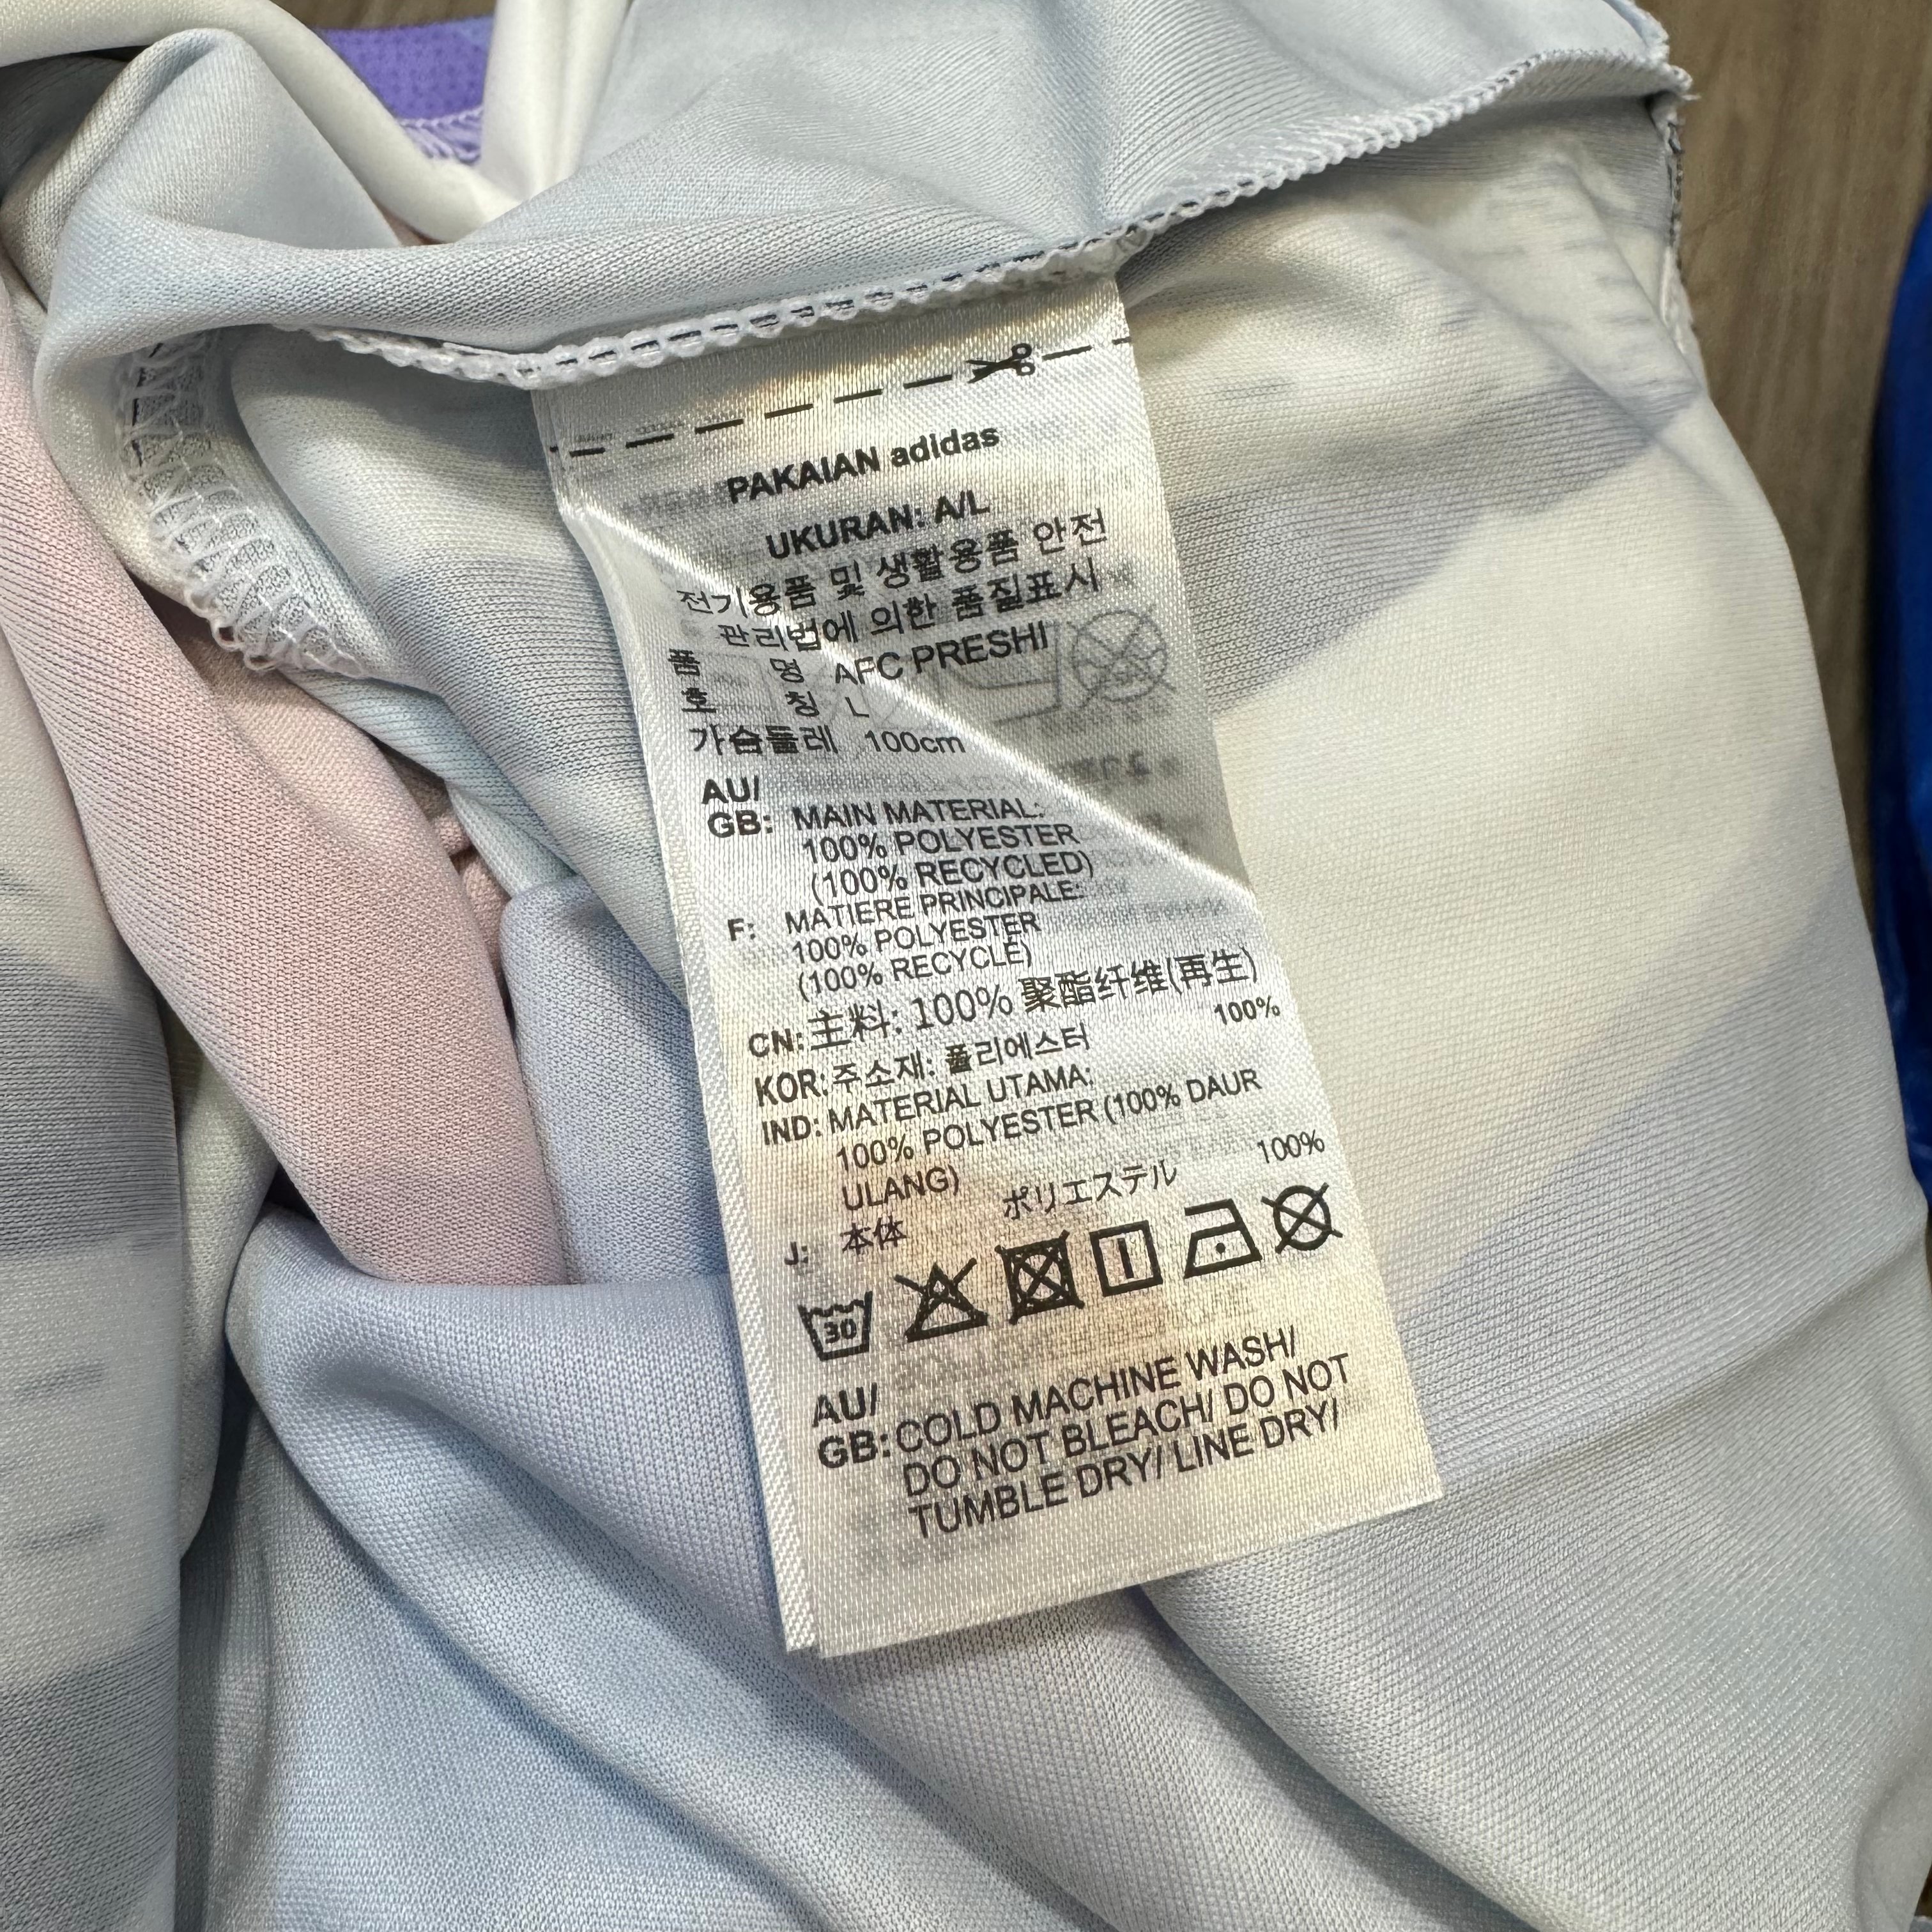 PAKAIAN adidas
UKURAN: A/L
전기용품 및 생활용품 안전
관리법에 의한 품질표시
품 명 AFC PRESHI
호 칭 L
가슴둘레 100cm
AU/
GB: MAIN MATERIAL:
100% POLYESTER
(100% RECYCLED)
F: MATIERE PRINCIPALE:
100% POLYESTER
(100% RECYCLÉ)
CN: 主料: 100% 聚酯纤维(再生)
KOR: 주소재: 폴리에스터 100%
IND: MATERIAL UTAMA:
100% POLYESTER (100% DAUR
ULANG)
J: 本体 ポリエステル 100%
30
AU/
GB: COLD MACHINE WASH/
DO NOT BLEACH/ DO NOT
TUMBLE DRY/ LINE DRY/